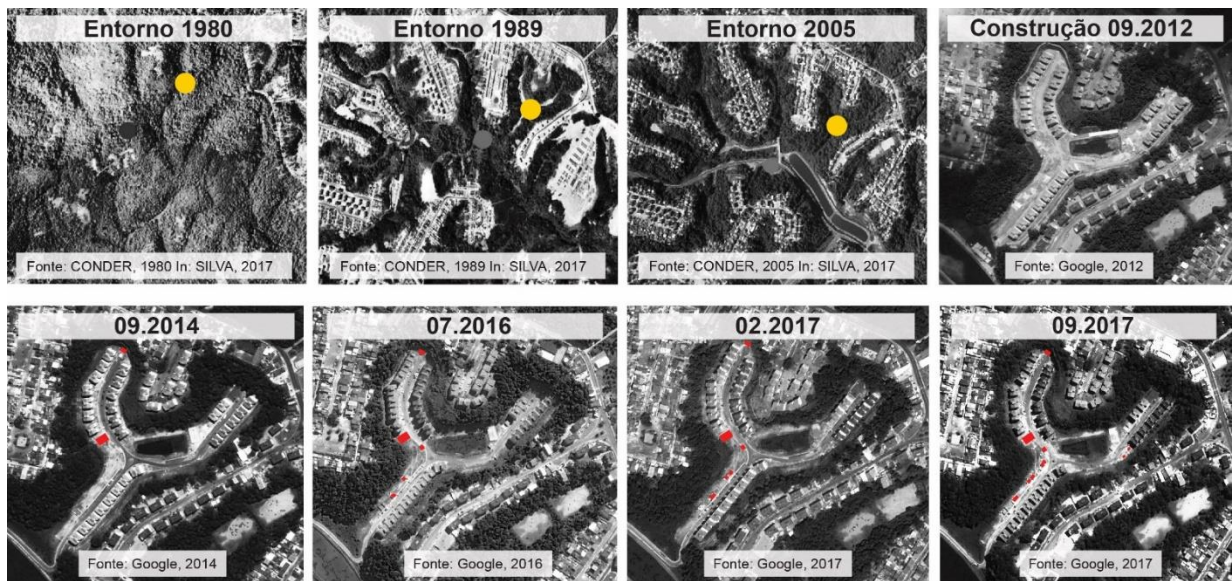 Entorno 1980
Entorno 1989
Entorno 2005
Construção 09.2012
Fonte: CONDER, 1980 In: SILVA, 2017
Fonte: CONDER, 1989 In: SILVA, 2017
Fonte: CONDER, 2005 In: SILVA, 2017
Fonte: Google, 2012
09.2014
07.2016
02.2017
09.2017
Fonte: Google, 2014
Fonte: Google, 2016
Fonte: Google, 2017
Fonte: Google, 2017